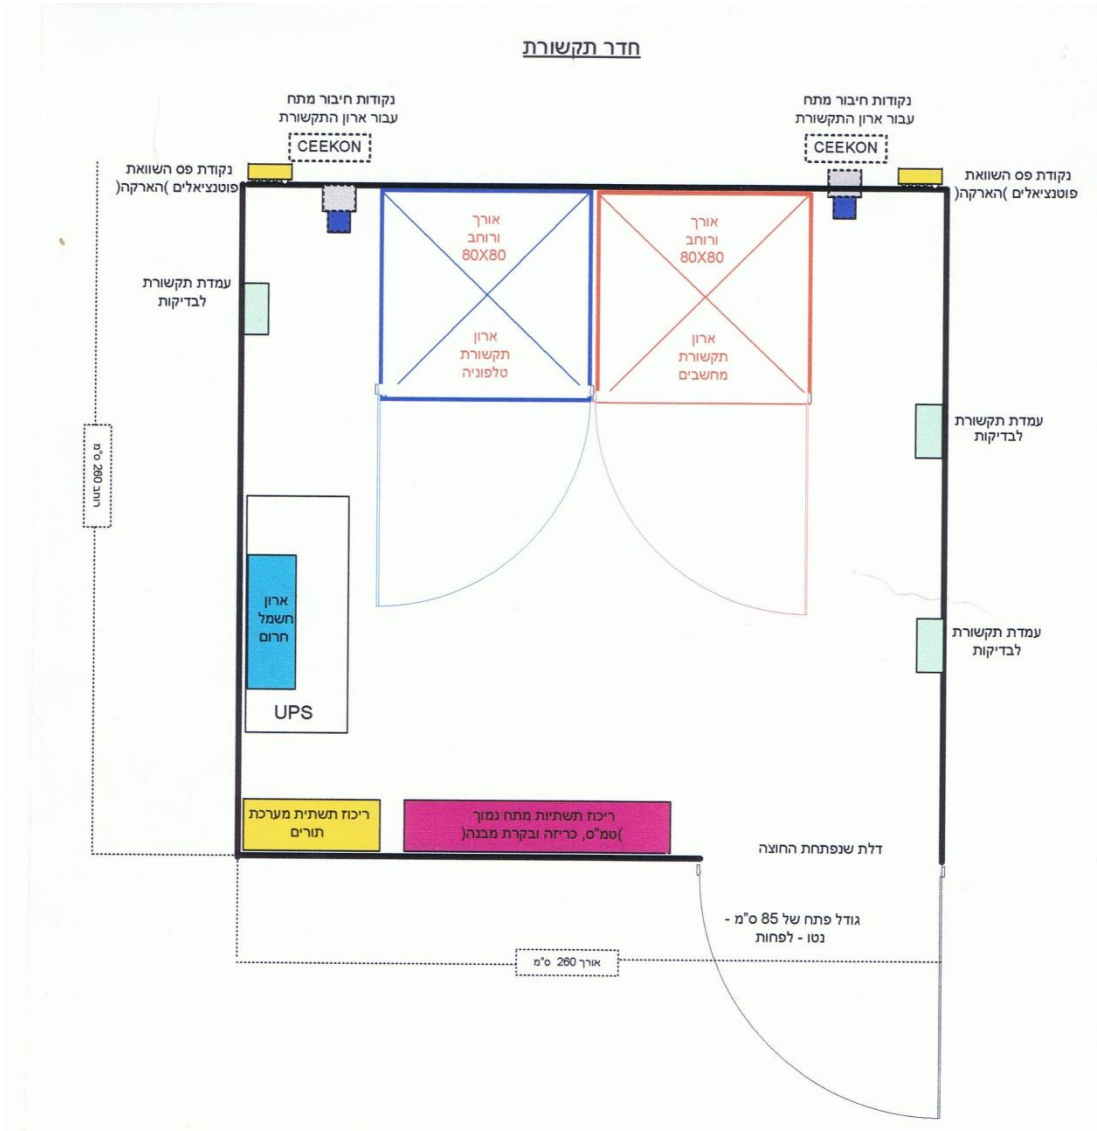 חדר תקשורת
נקודות חיבור מתח
עבור ארון התקשורת
CEEKON
נקודות חיבור מתח
עבור ארון התקשורת
CEEKON
נקודת פס השוואת
פוטנציאלים )הארקה(
נקודת פס השוואת
פוטנציאלים )הארקה(
אורך
ורוחב
80X80
ארון
תקשורת
מחשבים
אורך
ורוחב
80X80
ארון
תקשורת
טלפוניה
עמדת תקשורת
לבדיקות
עמדת תקשורת
לבדיקות
עמדת תקשורת
לבדיקות
רוחב 260 ס"מ
ארון
חשמל
חרום
UPS
ריכוז תשתיות מתח נמוך
)טמ"ס, כריזה ובקרת מבנה(
ריכוז תשתית מערכת
תורים
דלת שנפתחת החוצה
גודל פתח של 85 ס"מ -
נטו - לפחות
אורך 260 ס"מ